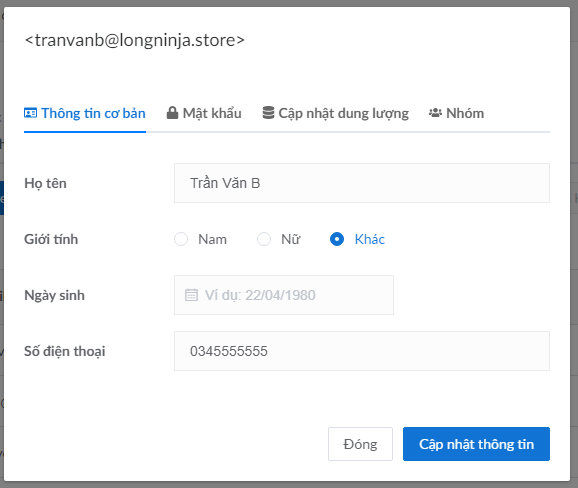 <tranvanb@longninja.store>
Thông tin cơ bản Mật khẩu Cập nhật dung lượng Nhóm
Họ tên Trần Văn B
Giới tính Nam Nữ Khác
Ngày sinh Ví dụ: 22/04/1980
Số điện thoại 0345555555
Đóng Cập nhật thông tin